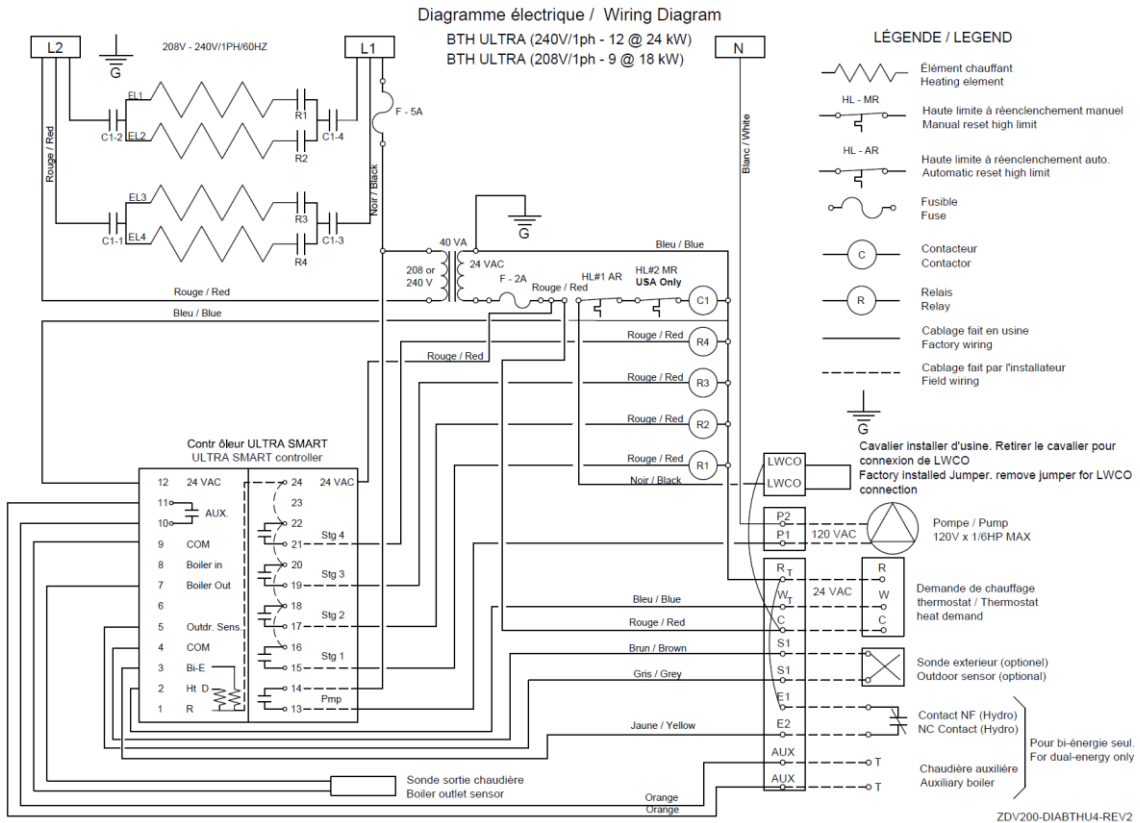 Diagramme électrique / Wiring Diagram
BTH ULTRA (240V/1ph - 12 @ 24 kW)
BTH ULTRA (208V/1ph - 9 @ 18 kW)
L2
G
208V - 240V/1PH/60HZ
L1
N
EL1
R1
C1-2
EL2
C1-4
R2
F - 5A
Rouge / Red
Noir / Black
Blanc / White
EL3
R3
C1-1
EL4
C1-3
R4
G
40 VA
Bleu / Blue
208 or
240 V
24 VAC
F - 2A
Rouge / Red
HL#1 AR
HL#2 MR
USA Only
C1
Rouge / Red
Bleu / Blue
Rouge / Red
Rouge / Red
R4
Rouge / Red
R3
Rouge / Red
R2
Rouge / Red
R1
Noir / Black
LÉGENDE / LEGEND
Élément chauffant
Heating element
HL - MR
Haute limite à réenclenchement manuel
Manual reset high limit
HL - AR
Haute limite à réenclenchement auto.
Automatic reset high limit
Fusible
Fuse
C
Contacteur
Contactor
R
Relais
Relay
Cablage fait en usine
Factory wiring
Cablage fait par l'installateur
Field wiring
G
Contr ôleur ULTRA SMART
ULTRA SMART controller
12 24 VAC
11
AUX.
10
9 COM
8 Boiler in
7 Boiler Out
6
5 Outdr. Sens.
4 COM
3 Bi-E
2 Ht D
1 R
24 24 VAC
23
22
Stg 4
21
20
Stg 3
19
18
Stg 2
17
16
Stg 1
15
14
Pmp
13
LWCO
LWCO
Cavalier installer d'usine. Retirer le cavalier pour
connexion de LWCO
Factory installed Jumper. remove jumper for LWCO
connection
P2
P1
120 VAC
Pompe / Pump
120V x 1/6HP MAX
RT
WT
C
24 VAC
R
W
C
Demande de chauffage
thermostat / Thermostat
heat demand
Bleu / Blue
Rouge / Red
Brun / Brown
S1
Gris / Grey
S1
Sonde exterieur (optionel)
Outdoor sensor (optional)
E1
Jaune / Yellow
E2
Contact NF (Hydro)
NC Contact (Hydro)
AUX
T
AUX
T
Chaudière auxilière
Auxiliary boiler
Pour bi-énergie seul.
For dual-energy only
Sonde sortie chaudière
Boiler outlet sensor
Orange
Orange
ZDV200-DIABTHU4-REV2